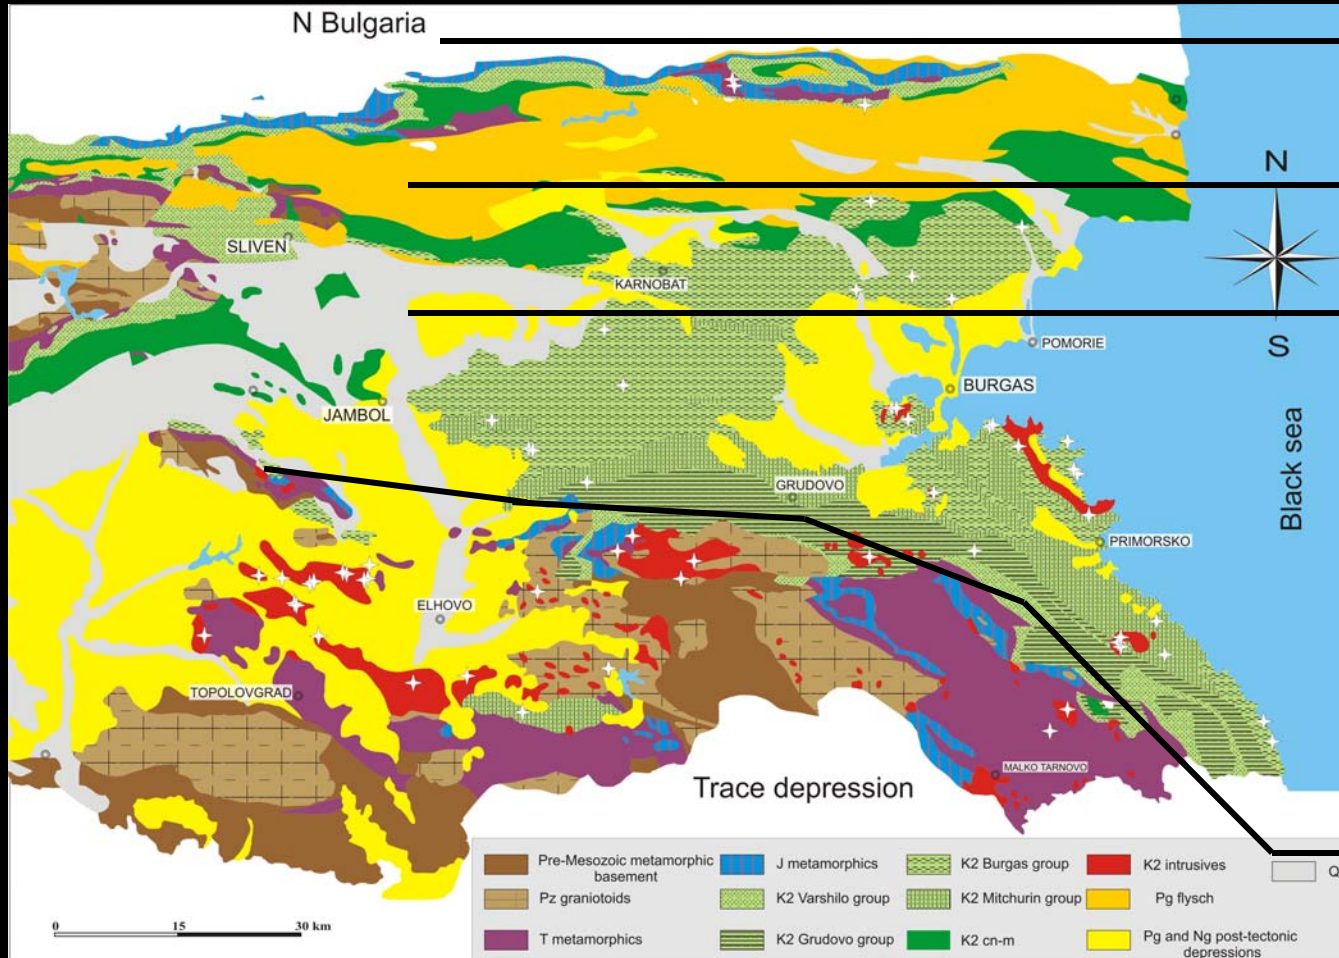 N Bulgaria
N
SLIVEN
KARNOBAT
S
POMORIE
BURGAS
JAMBOL
Black sea
GRUDOVO
PRIMORSKO
ELHOVO
TOPOLOVGRAD
MALKO TARNOVO
Trace depression
Pre-Mesozoic metamorphic
basement
Pz graniotoids
T metamorphics
J metamorphics
K2 Varshilo group
K2 Grudovo group
K2 Burgas group
K2 Mitchurin group
K2 cn-m
K2 intrusives
Pg flysch
Pg and Ng post-tectonic
depressions
Q
0 15 30 km